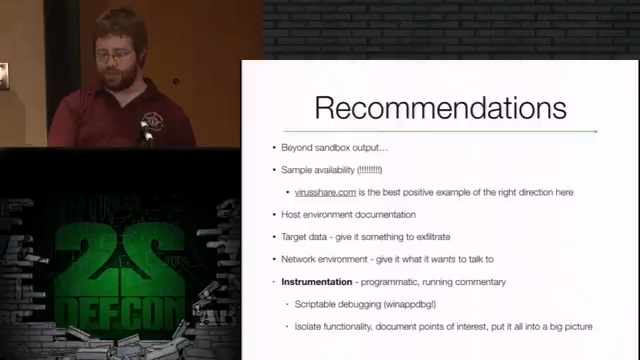 Recommendations
• Beyond sandbox output…
• Sample availability (!!!!!!!!!)
• virusshare.com is the best positive example of the right direction here
• Host environment documentation
• Target data - give it something to exfiltrate
• Network environment - give it what it wants to talk to
• Instrumentation - programmatic, running commentary
• Scriptable debugging (winappdbg!)
• Isolate functionality, document points of interest, put it all into a big picture
22
DEFCON